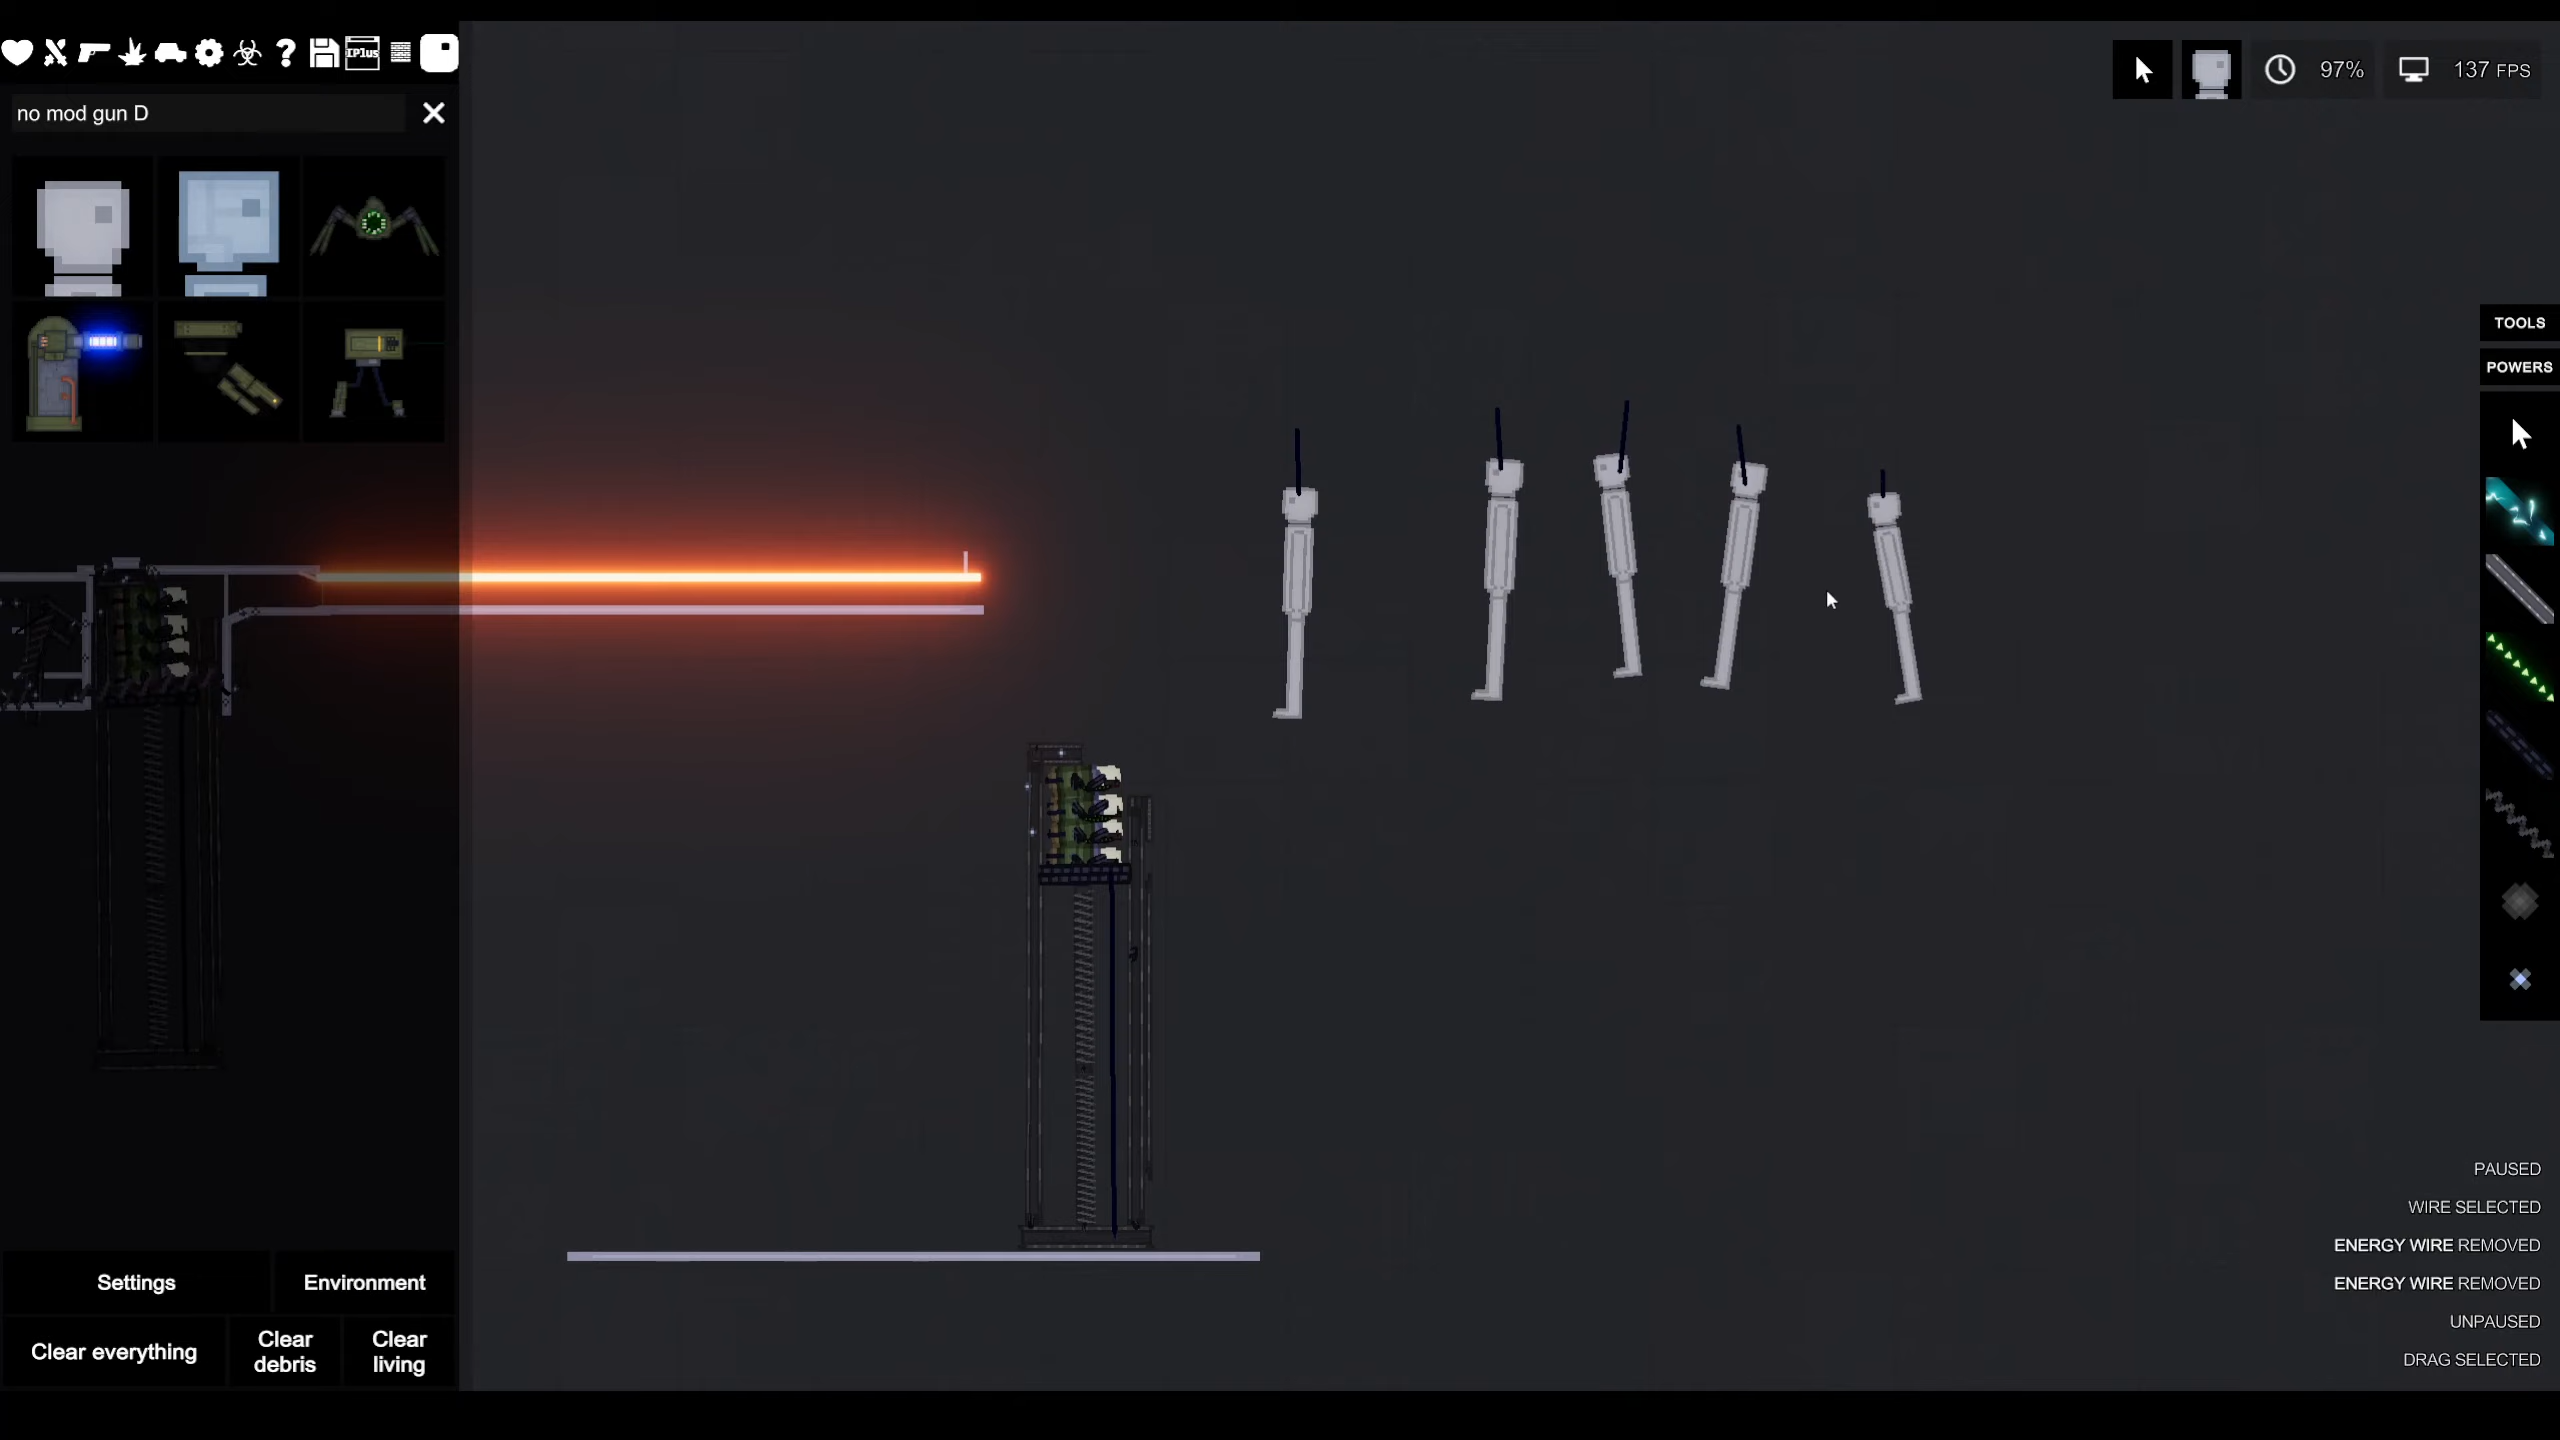 IPlus
97%
137 FPS
no mod gun D
TOOLS
POWERS
PAUSED
WIRE SELECTED
ENERGY WIRE REMOVED
ENERGY WIRE REMOVED
UNPAUSED
DRAG SELECTED
Settings
Environment
Clear everything
Clear debris
Clear living